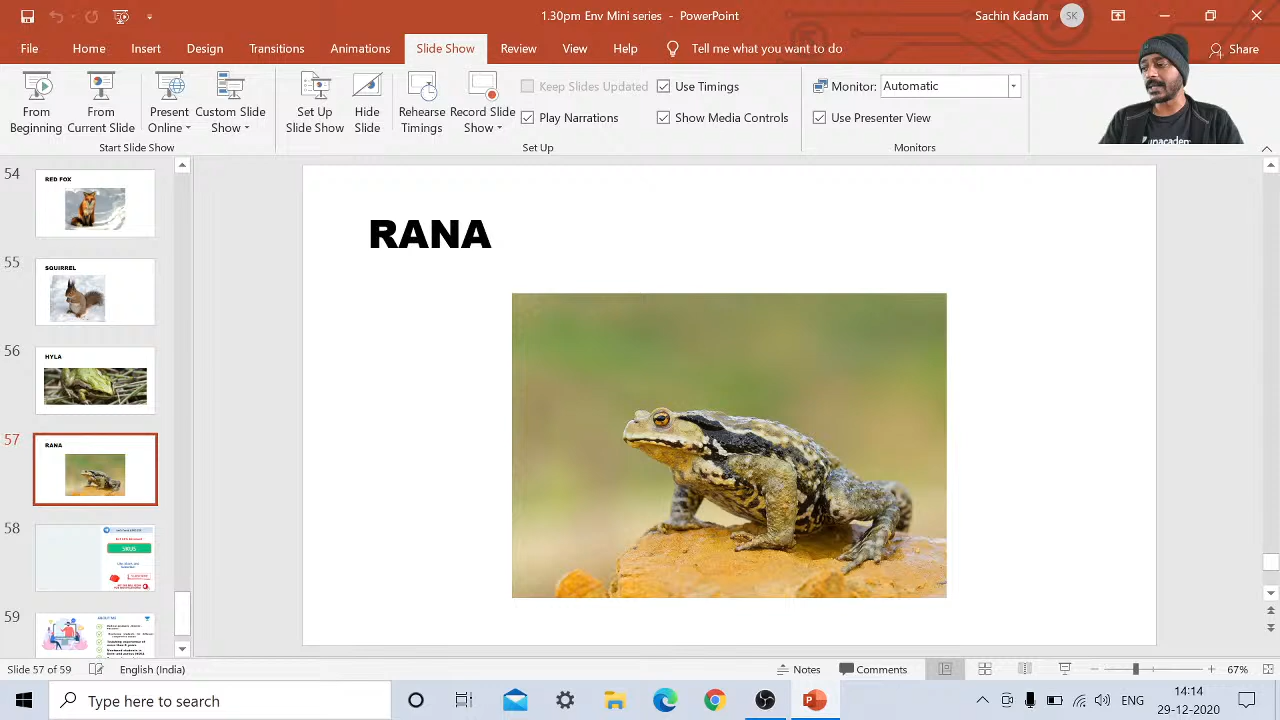 1.30pm Env Mini series - PowerPoint
Sachin Kadam
SK
File
Home
Insert
Design
Transitions
Animations
Slide Show
Review
View
Help
Tell me what you want to do
Share
From Beginning
From Current Slide
Present Online
Custom Slide Show
Set Up Slide Show
Hide Slide
Rehearse Timings
Record Slide Show
Keep Slides Updated
Use Timings
Play Narrations
Show Media Controls
Monitor:
Automatic
Use Presenter View
Start Slide Show
Set Up
Monitors
54
RED FOX
55
SQUIRREL
56
HYLA
57
RANA
58
SKUS
59
ABOUT ME
RANA
Slide 57 of 59
English (India)
Notes
Comments
67%
Type here to search
ENG
14:14
29-12-2020